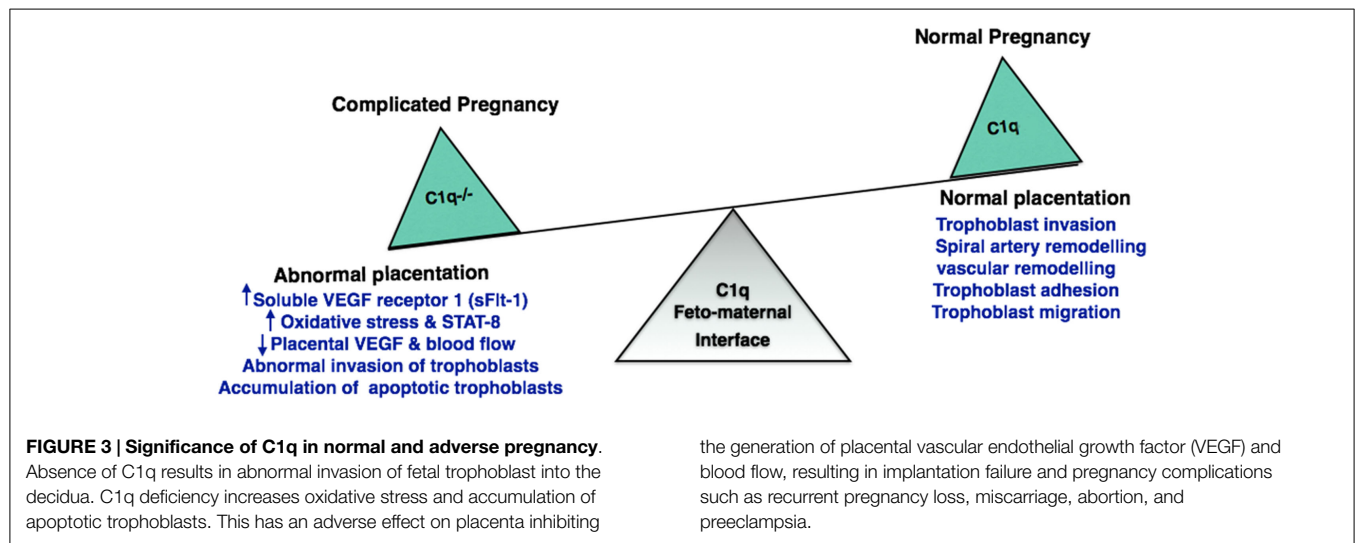 Normal Pregnancy
C1q
Complicated Pregnancy
C1q-/-
Normal placentation
Trophoblast invasion
Spiral artery remodelling
vascular remodelling
Trophoblast adhesion
Trophoblast migration
Abnormal placentation
↑Soluble VEGF receptor 1 (sFlt-1)
↑ Oxidative stress & STAT-8
↓Placental VEGF & blood flow
Abnormal invasion of trophoblasts
Accumulation of apoptotic trophoblasts
C1q
Feto-maternal
Interface
FIGURE 3 | Significance of C1q in normal and adverse pregnancy.
Absence of C1q results in abnormal invasion of fetal trophoblast into the
decidua. C1q deficiency increases oxidative stress and accumulation of
apoptotic trophoblasts. This has an adverse effect on placenta inhibiting
the generation of placental vascular endothelial growth factor (VEGF) and
blood flow, resulting in implantation failure and pregnancy complications
such as recurrent pregnancy loss, miscarriage, abortion, and
preeclampsia.